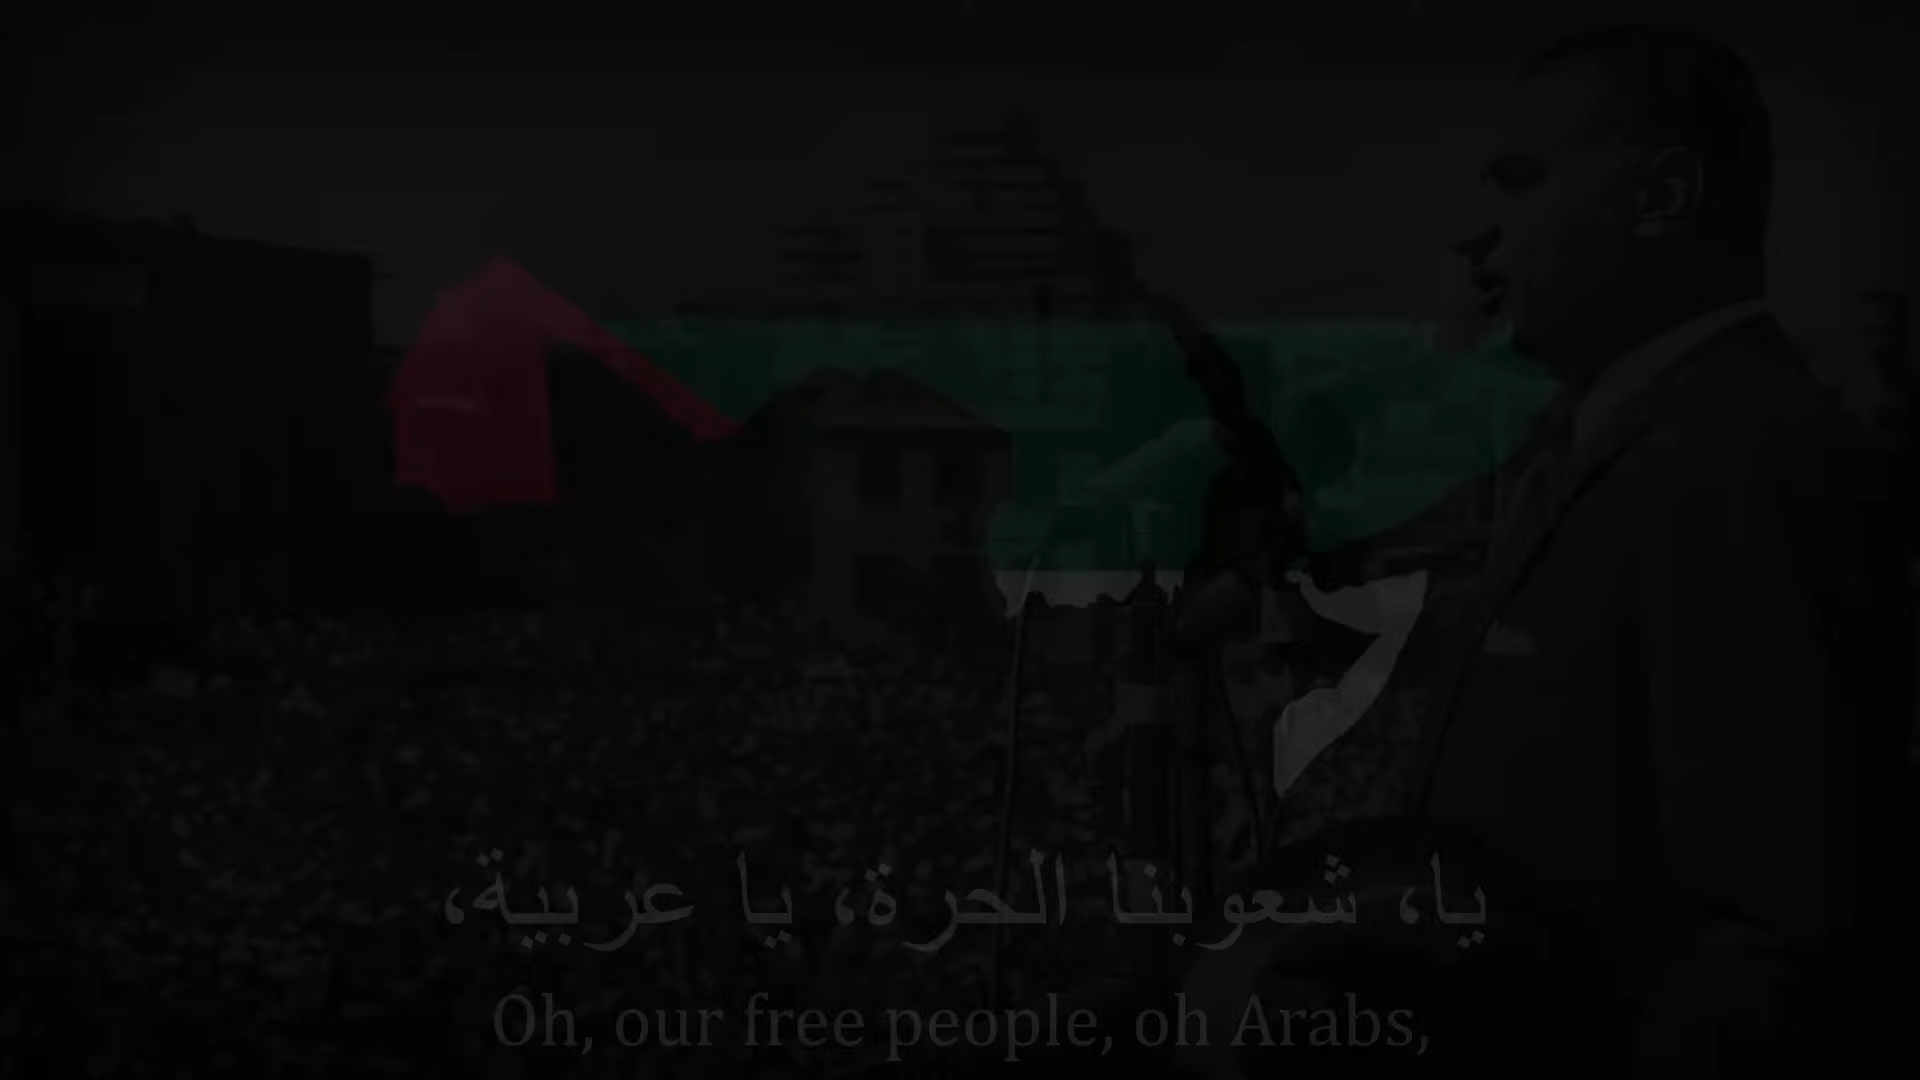 يا، شعوبنا الحرة، يا عربية،
Oh, our free people, oh Arabs,